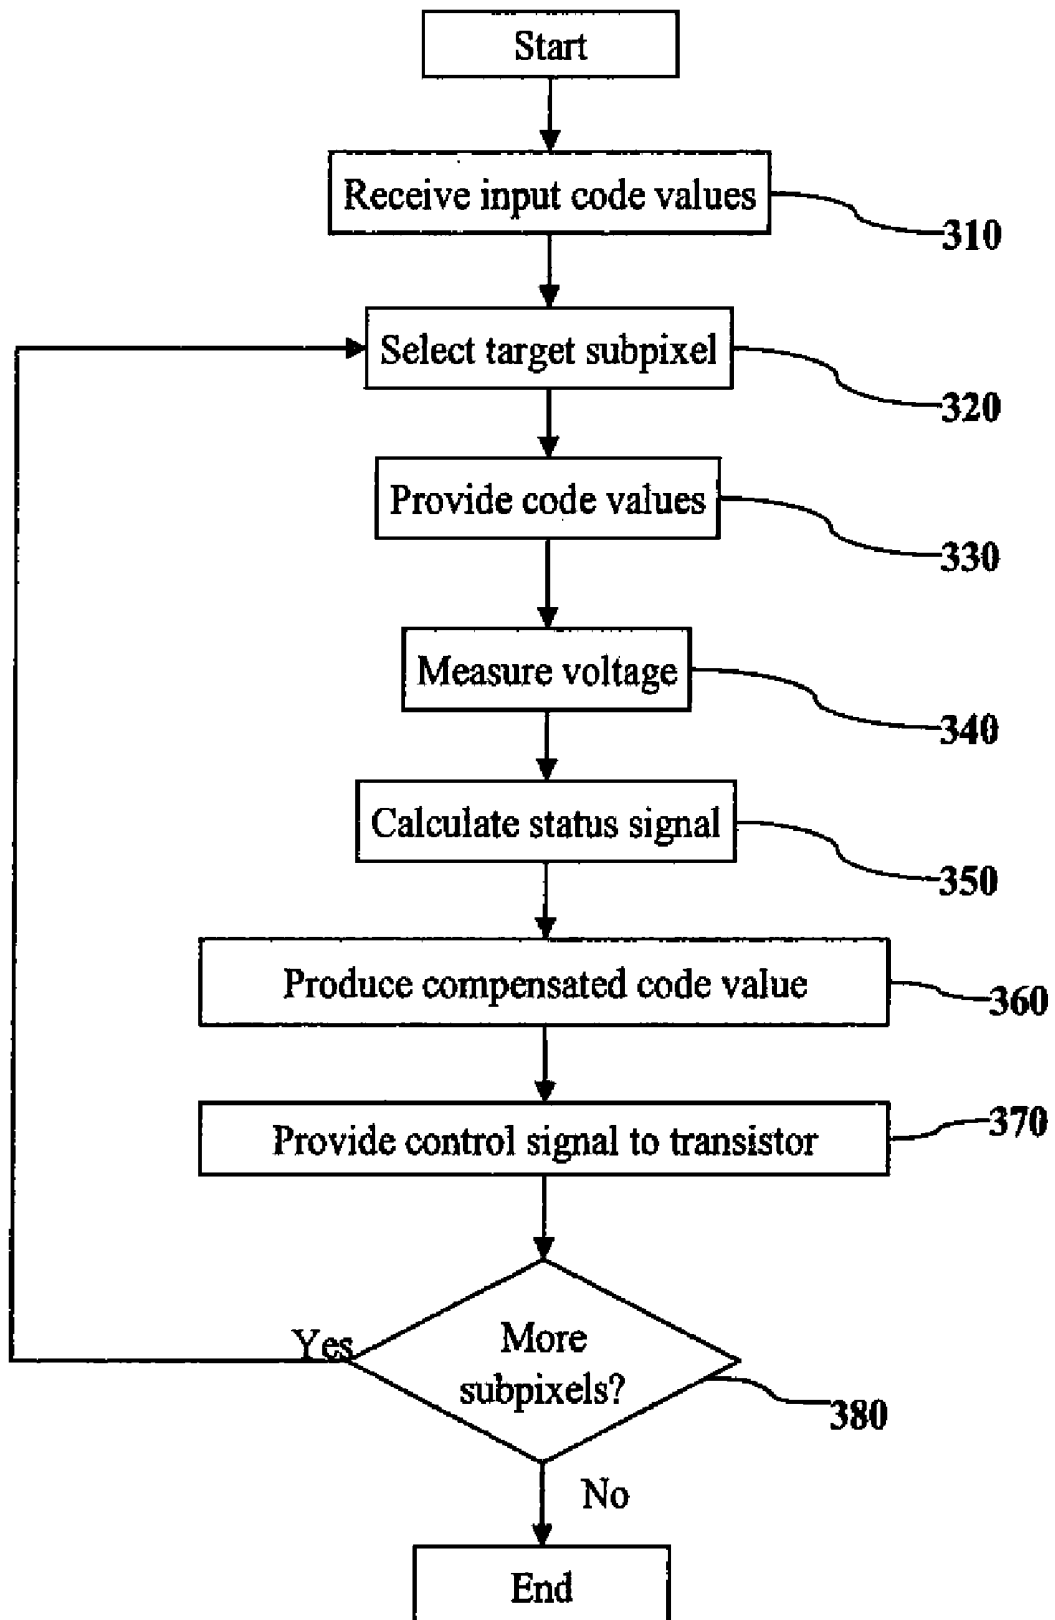 Start
Receive input code values
310
Select target subpixel
320
Provide code values
330
Measure voltage
340
Calculate status signal
350
Produce compensated code value
360
Provide control signal to transistor
370
Yes
More
subpixels?
380
No
End